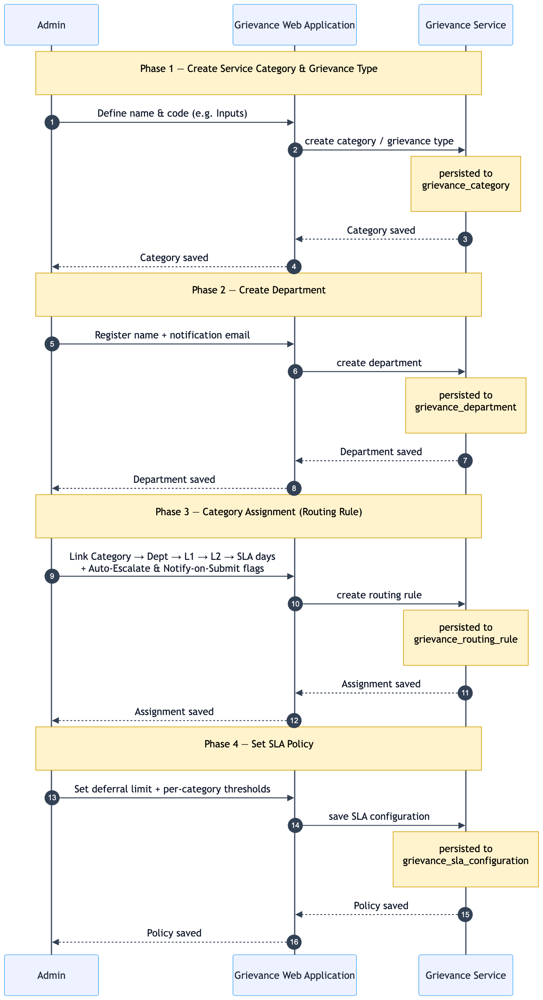 Admin
Grievance Web Application
Grievance Service
Phase 1 — Create Service Category & Grievance Type
Define name & code (e.g. Inputs)
1
create category / grievance type
2
persisted to
grievance_category
Category saved
3
Category saved
4
Phase 2 — Create Department
Register name + notification email
5
create department
6
persisted to
grievance_department
Department saved
7
Department saved
8
Phase 3 — Category Assignment (Routing Rule)
Link Category → Dept → L1 → L2 → SLA days
+ Auto-Escalate & Notify-on-Submit flags
9
create routing rule
10
persisted to
grievance_routing_rule
Assignment saved
11
Assignment saved
12
Phase 4 — Set SLA Policy
Set deferral limit + per-category thresholds
13
save SLA configuration
14
persisted to
grievance_sla_configuration
Policy saved
15
Policy saved
16
Admin
Grievance Web Application
Grievance Service